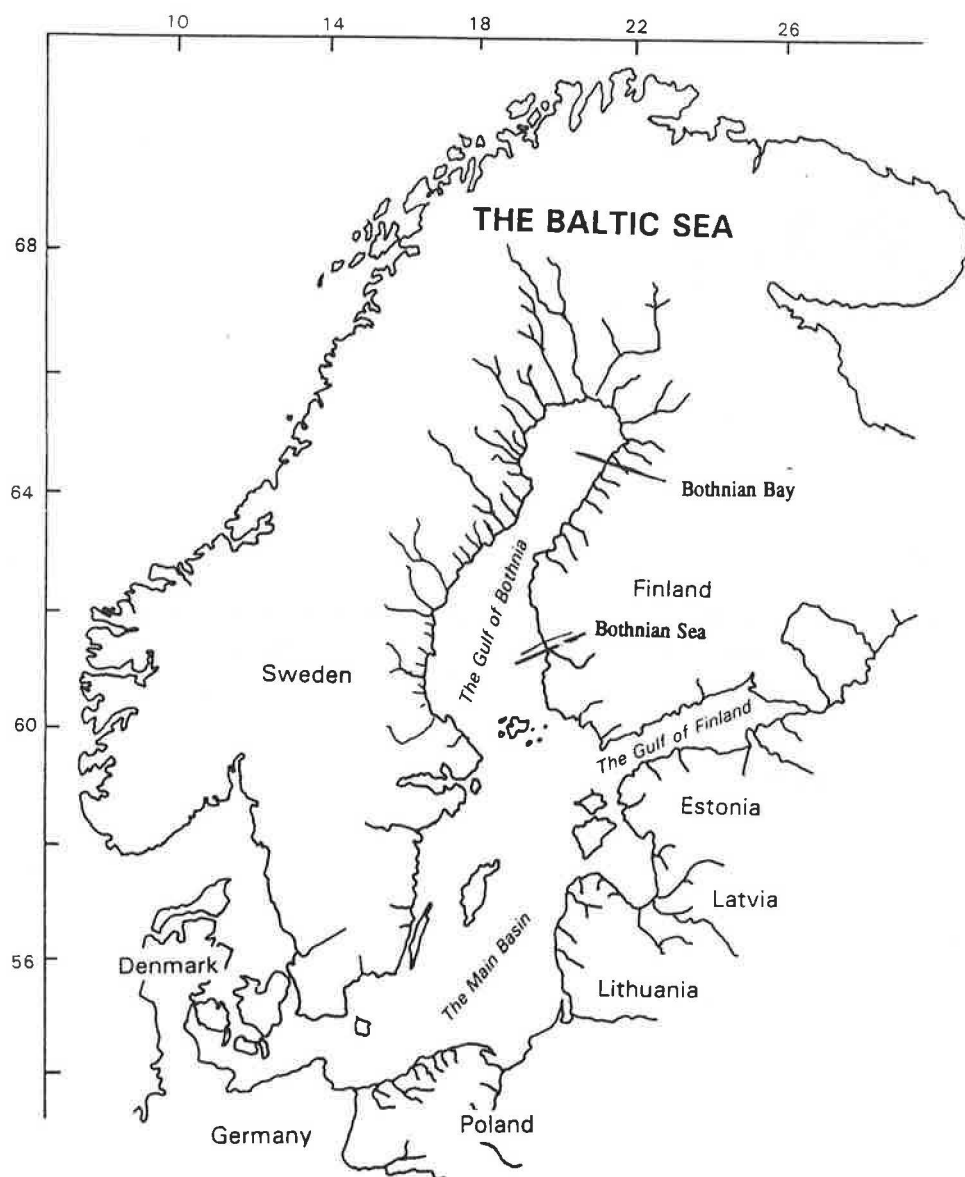 10 14 18 22 26
THE BALTIC SEA
68
64
Bothnian Bay
The Gulf of Bothnia
Finland
62
Bothnian Sea
Sweden
60
The Gulf of Finland
Estonia
Latvia
56
Denmark
The Main Basin
Lithuania
Poland
Germany